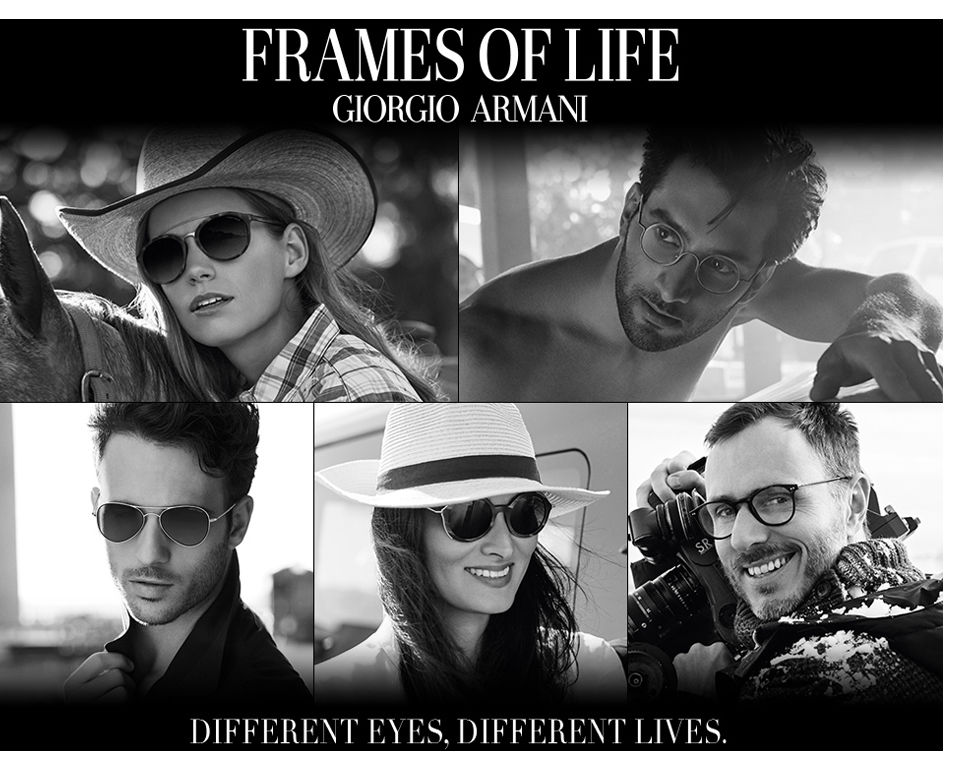 FRAMES OF LIFE
GIORGIO ARMANI
S.R.
DIFFERENT EYES, DIFFERENT LIVES.